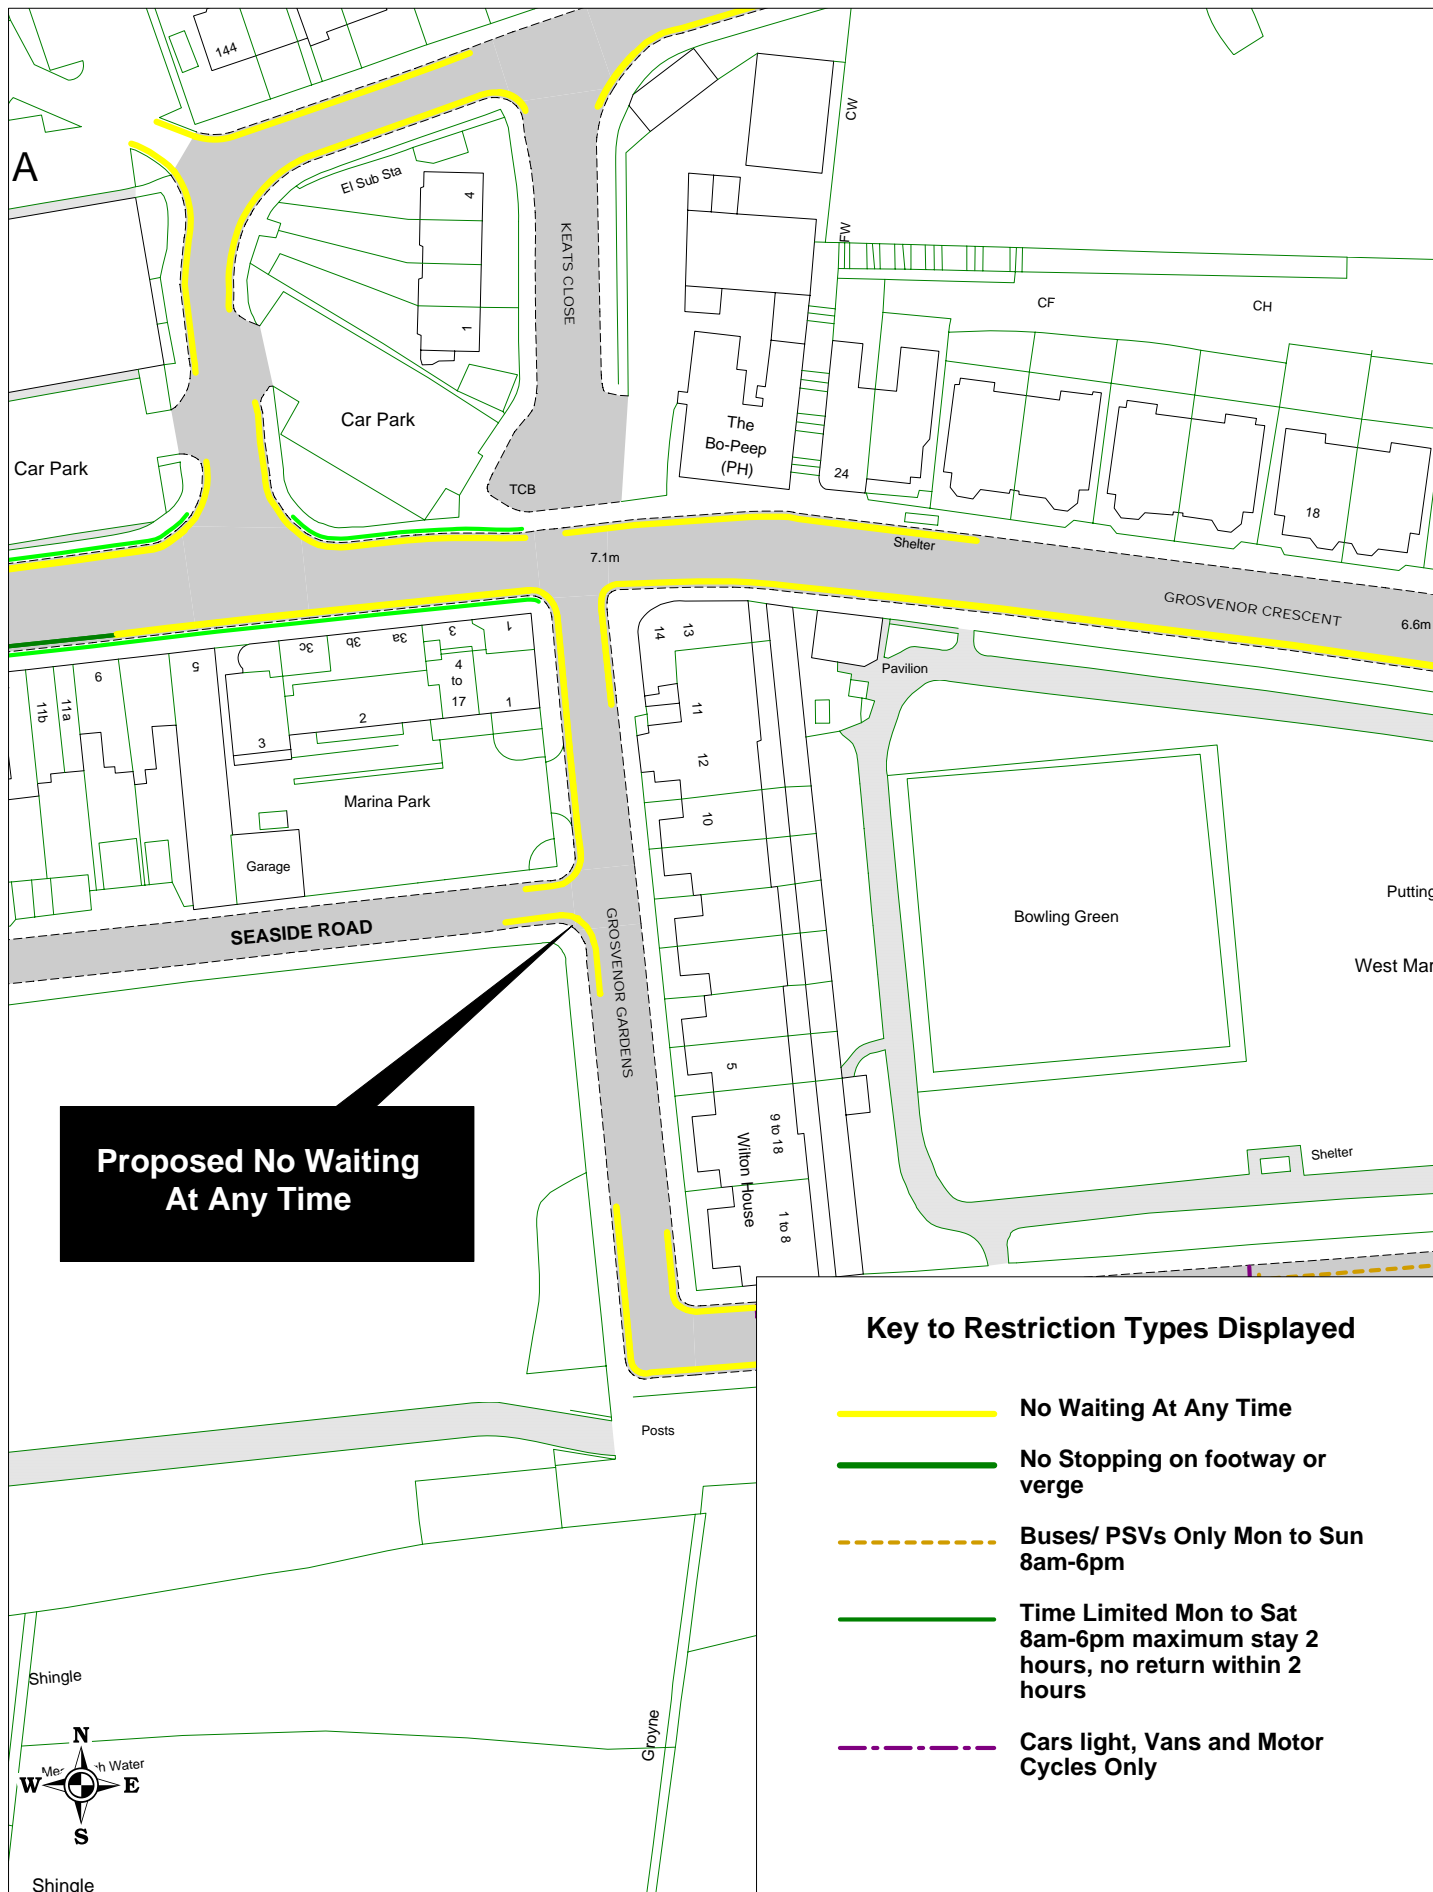 144
A
El Sub Sta
4
1
KEATS CLOSE
CW
FW
CF
CH
Car Park
Car Park
The
Bo-Peep
(PH)
24
18
TCB
7.1m
Shelter
GROSVENOR CRESCENT
6.6m
11b
11a
6
5
3c
3b
3a
3
1
4
to
17
1
2
3
14
13
11
12
10
Pavilion
Marina Park
Garage
SEASIDE ROAD
GROSVENOR GARDENS
Bowling Green
Putting
West Mar
5
9 to 18
Wilton House
1 to 8
Shelter
Proposed No Waiting
At Any Time
Posts
Groyne
Shingle
Water
Shingle
N
W
E
S
Key to Restriction Types Displayed
No Waiting At Any Time
No Stopping on footway or
verge
Buses/ PSVs Only Mon to Sun
8am-6pm
Time Limited Mon to Sat
8am-6pm maximum stay 2
hours, no return within 2
hours
Cars light, Vans and Motor
Cycles Only